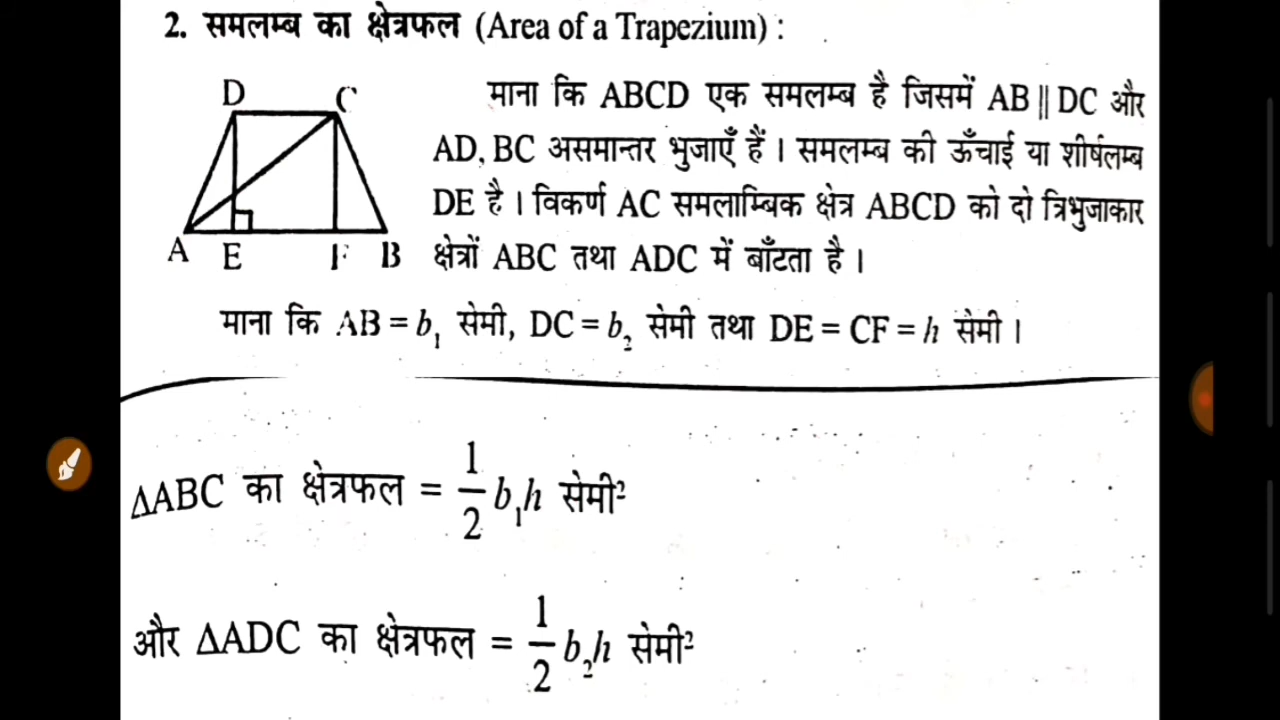 2. समलम्ब का क्षेत्रफल (Area of a Trapezium) :
D C
माना कि ABCD एक समलम्ब है जिसमें AB || DC और
AD, BC असमान्तर भुजाएँ हैं । समलम्ब की ऊँचाई या शीर्षलम्ब
DE है । विकर्ण AC समलाम्बिक क्षेत्र ABCD को दो त्रिभुजाकार
A E F B
क्षेत्रों ABC तथा ADC में बाँटता है ।
माना कि AB = b₁ सेमी, DC = b₂ सेमी तथा DE = CF = h सेमी ।
ΔABC का क्षेत्रफल = 1/2 b₁h सेमी²
और ΔADC का क्षेत्रफल = 1/2 b₂h सेमी²